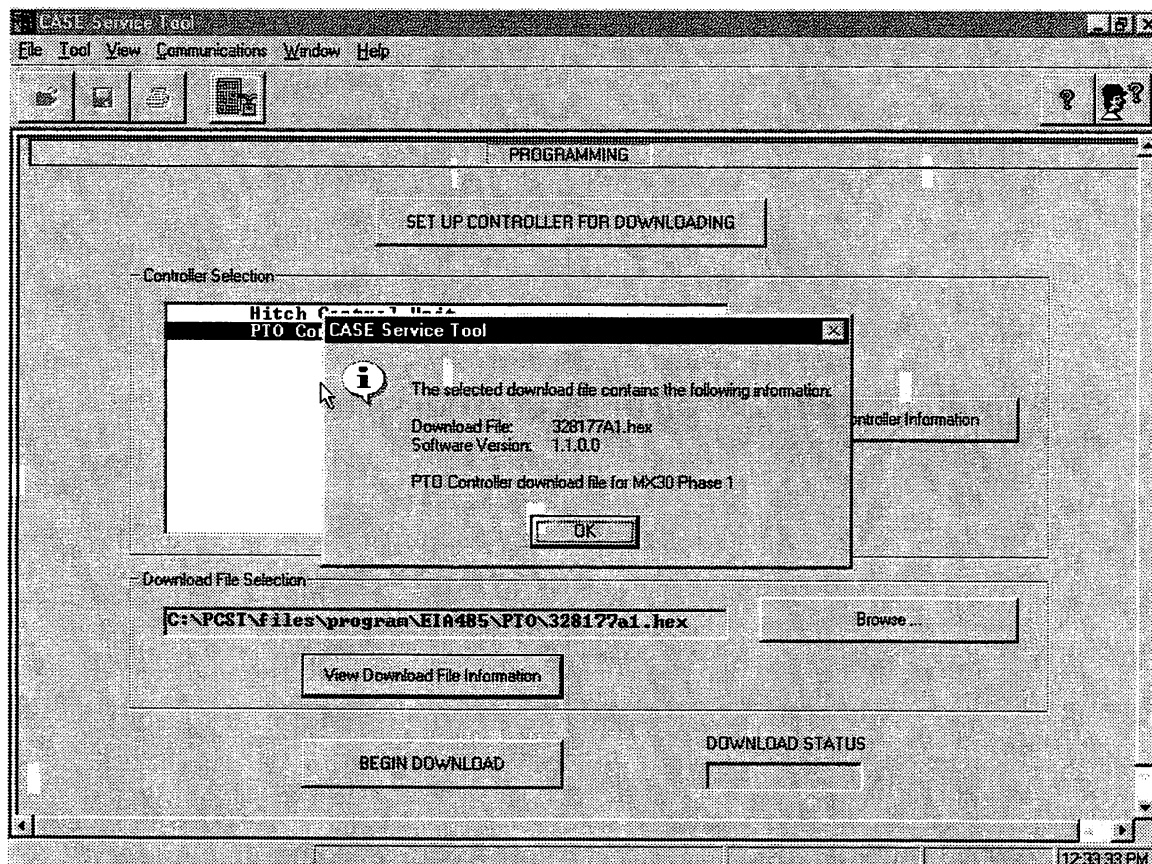 CASE Service Tool
File Tool View Communications Window Help
PROGRAMMING
SET UP CONTROLLER FOR DOWNLOADING
Controller Selection
Hitch Control Unit
PTO
CASE Service Tool
The selected download file contains the following information:
Download File: 328177A1.hex
Software Version: 1.1.0.0
PTO Controller download file for MX30 Phase 1
OK
Information
Download File Selection
C:\PCST\files\program\EIA485\PTO\328177a1.hex
Browse ...
View Download File Information
BEGIN DOWNLOAD
DOWNLOAD STATUS
12:33:33 PM